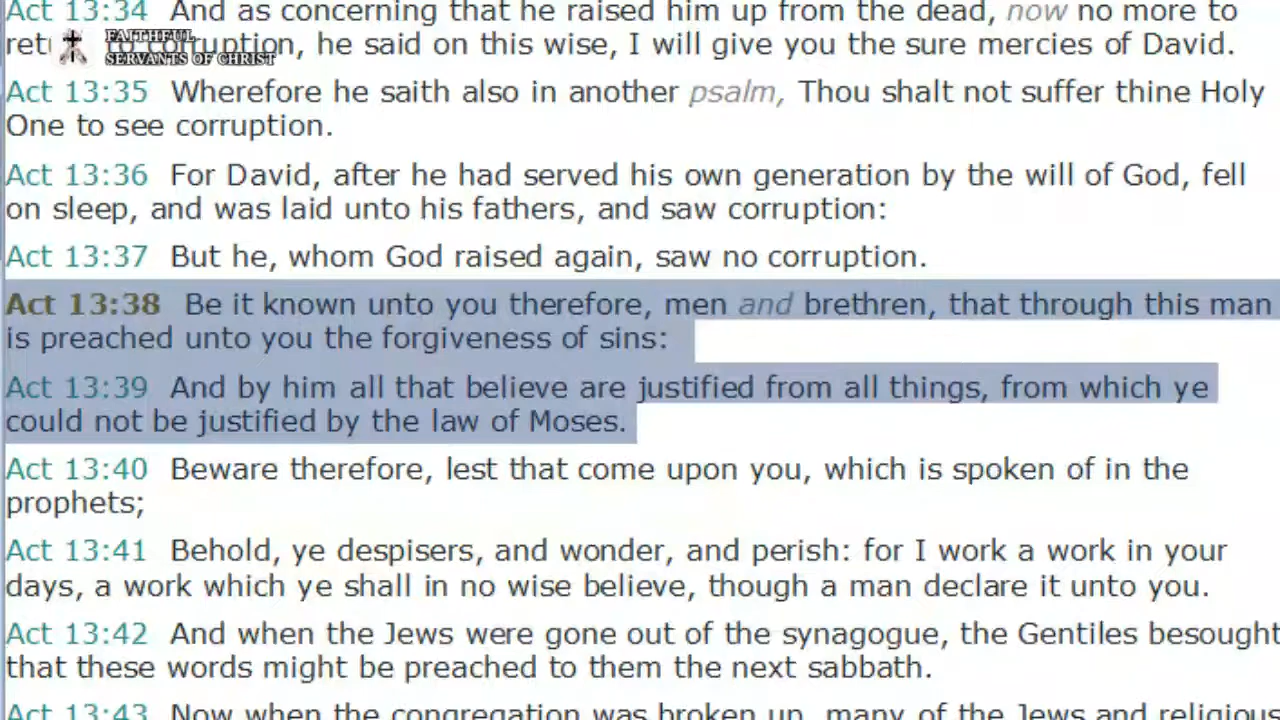 Act 13:34 And as concerning that he raised him up from the dead, now no more to
FAITHFUL
SERVANTS OF CHRIST
corruption, he said on this wise, I will give you the sure mercies of David.
Act 13:35 Wherefore he saith also in another psalm, Thou shalt not suffer thine Holy
One to see corruption.
Act 13:36 For David, after he had served his own generation by the will of God, fell
on sleep, and was laid unto his fathers, and saw corruption:
Act 13:37 But he, whom God raised again, saw no corruption.
Act 13:38 Be it known unto you therefore, men and brethren, that through this man
is preached unto you the forgiveness of sins:
Act 13:39 And by him all that believe are justified from all things, from which ye
could not be justified by the law of Moses.
Act 13:40 Beware therefore, lest that come upon you, which is spoken of in the
prophets;
Act 13:41 Behold, ye despisers, and wonder, and perish: for I work a work in your
days, a work which ye shall in no wise believe, though a man declare it unto you.
Act 13:42 And when the Jews were gone out of the synagogue, the Gentiles besought
that these words might be preached to them the next sabbath.
Act 13:43 Now when the congregation was broken up, many of the Jews and religious